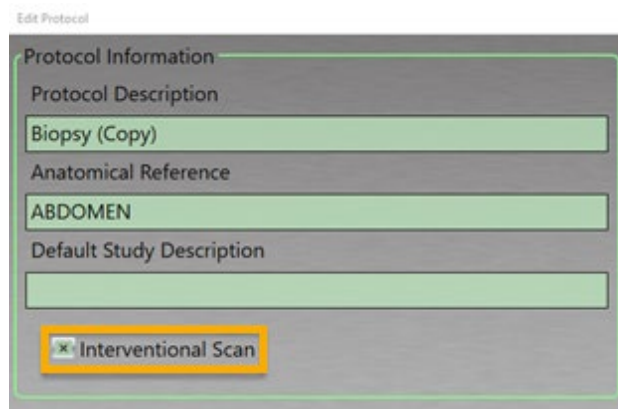 Edit Protocol
Protocol Information
Protocol Description
Biopsy (Copy)
Anatomical Reference
ABDOMEN
Default Study Description
Interventional Scan